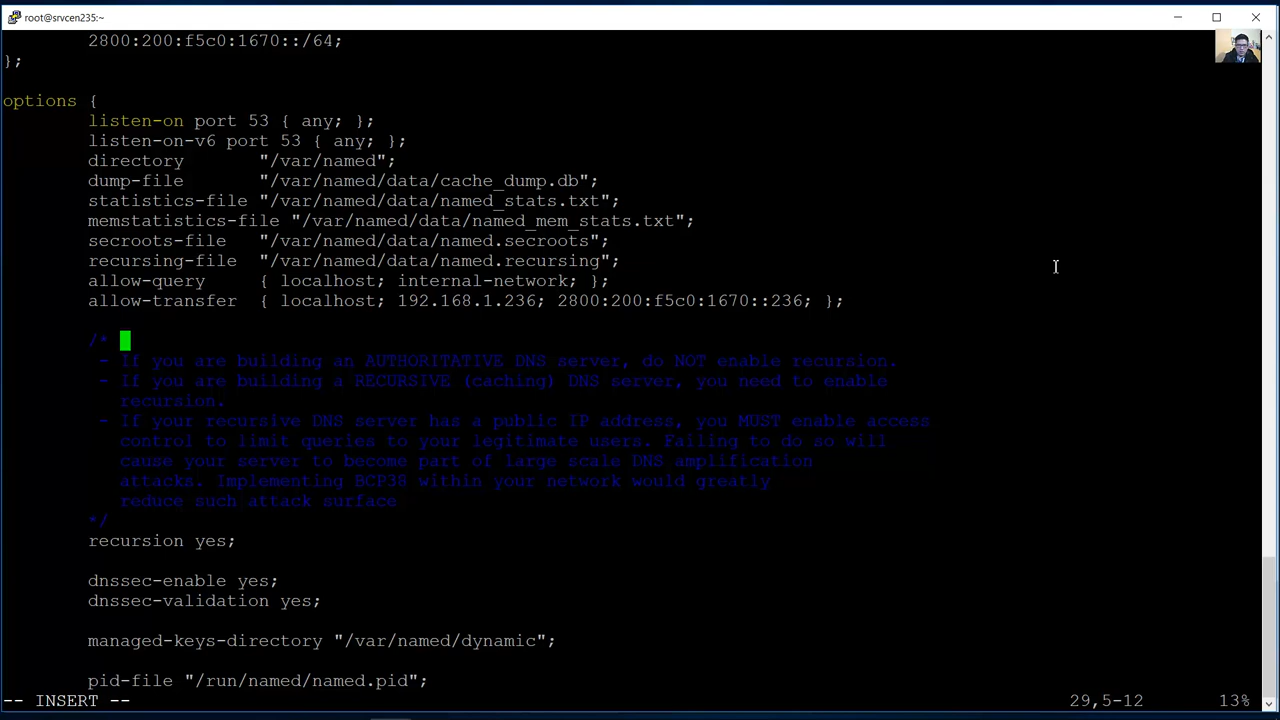 root@srvcen235:~
2800:200:f5c0:1670::/64;
};
options {
listen-on port 53 { any; };
listen-on-v6 port 53 { any; };
directory "/var/named";
dump-file "/var/named/data/cache_dump.db";
statistics-file "/var/named/data/named_stats.txt";
memstatistics-file "/var/named/data/named_mem_stats.txt";
secroots-file "/var/named/data/named.secroots";
recursing-file "/var/named/data/named.recursing";
allow-query { localhost; internal-network; };
allow-transfer { localhost; 192.168.1.236; 2800:200:f5c0:1670::236; };
/*
- If you are building an AUTHORITATIVE DNS server, do NOT enable recursion.
- If you are building a RECURSIVE (caching) DNS server, you need to enable
recursion.
- If your recursive DNS server has a public IP address, you MUST enable access
control to limit queries to your legitimate users. Failing to do so will
cause your server to become part of large scale DNS amplification
attacks. Implementing BCP38 within your network would greatly
reduce such attack surface
*/
recursion yes;
dnssec-enable yes;
dnssec-validation yes;
managed-keys-directory "/var/named/dynamic";
pid-file "/run/named/named.pid";
-- INSERT -- 29,5-12 13%